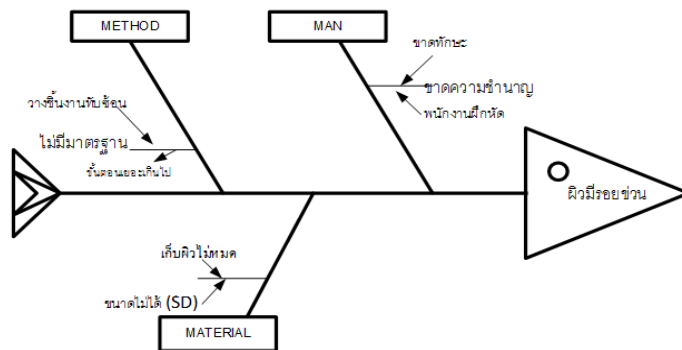 METHOD
MAN
ขาดทักษะ
ขาดความชำนาญ
พนักงานฝึกหัด
วางชิ้นงานทับซ้อน
ไม่มีมาตรฐาน
ขั้นตอนเยอะเกินไป
ผิวมีรอยข่วน
เก็บผิวไม่หมด
ขนาดไม่ได้ (SD)
MATERIAL